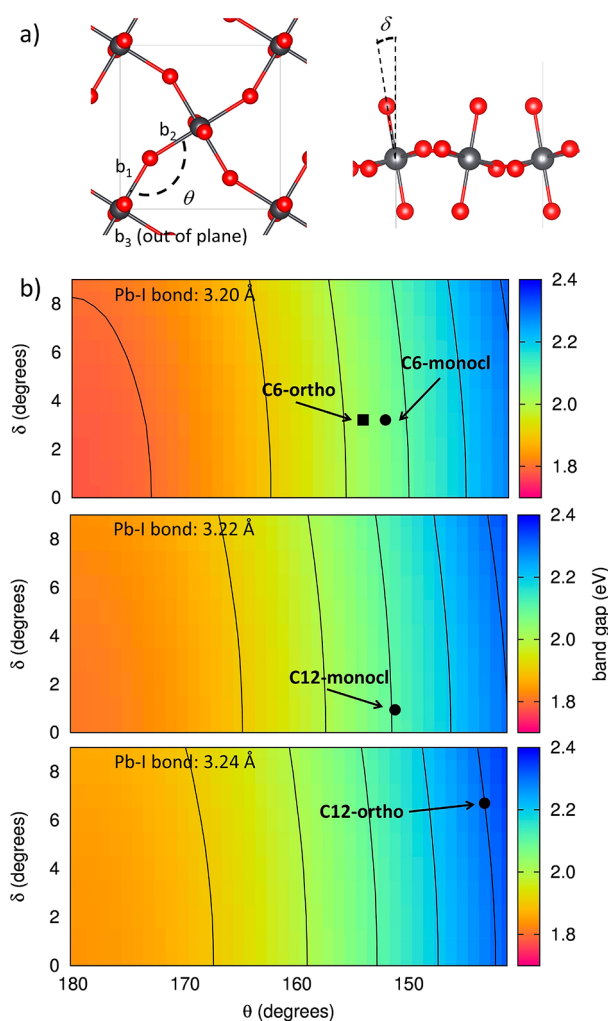 a)
δ
b₂
b₁
θ
b₃ (out of plane)
b)
Pb-I bond: 3.20 Å
C6-ortho
C6-monocl
δ (degrees)
8
6
4
2
0
2.4
2.2
2.0
1.8
Pb-I bond: 3.22 Å
C12-monocl
δ (degrees)
8
6
4
2
0
2.4
2.2
2.0
1.8
band gap (eV)
Pb-I bond: 3.24 Å
C12-ortho
δ (degrees)
8
6
4
2
0
2.4
2.2
2.0
1.8
180 170 160 150
θ (degrees)